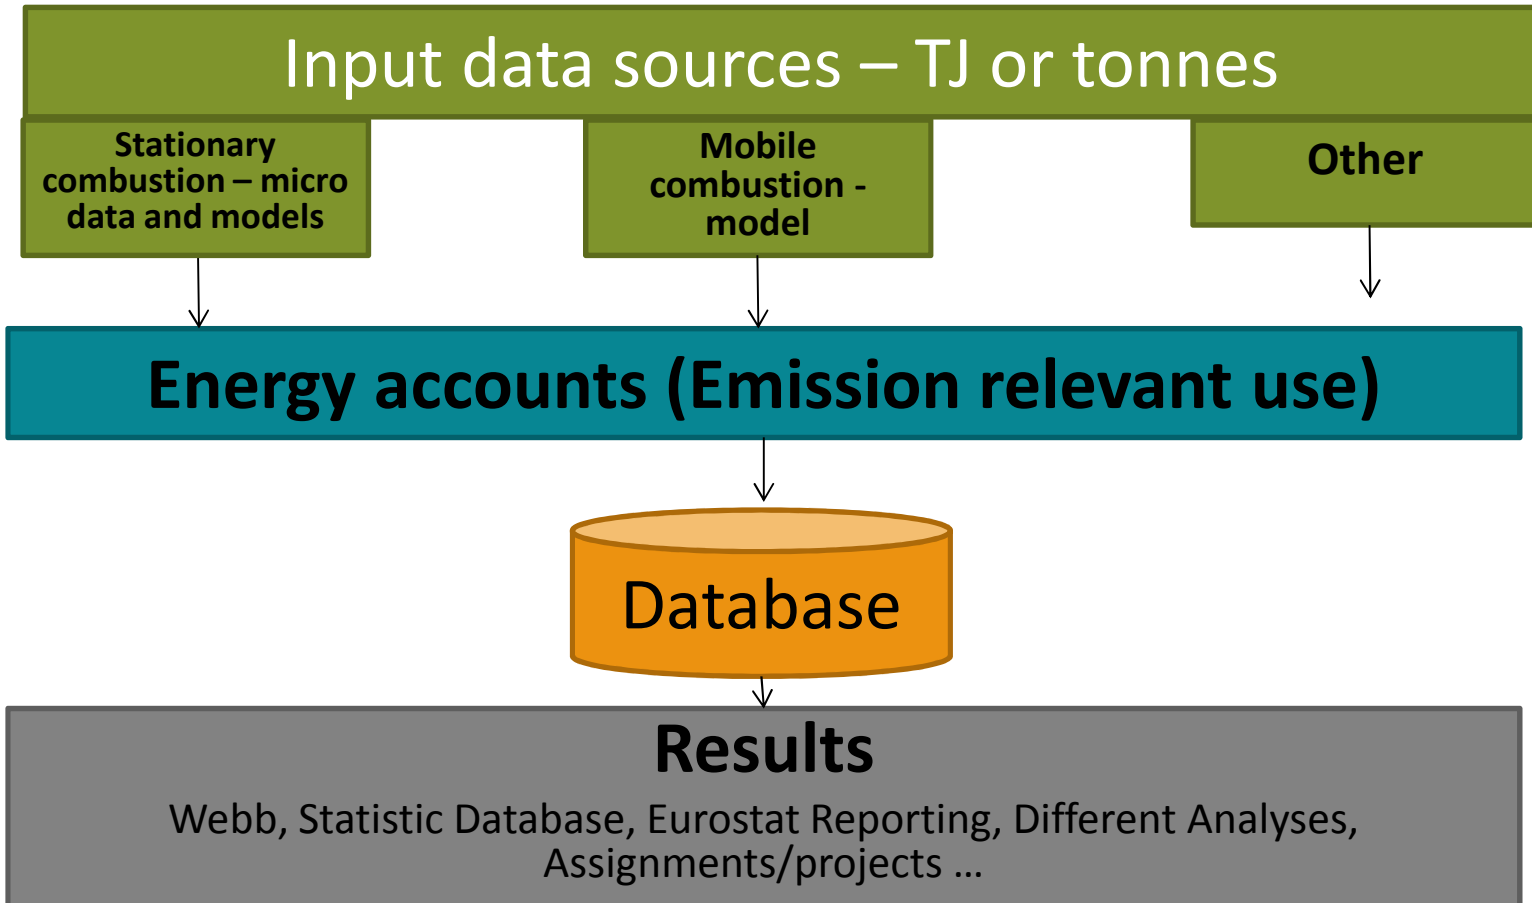 Input data sources – TJ or tonnes
Stationary
combustion – micro
data and models
Mobile
combustion -
model
Other
Energy accounts (Emission relevant use)
Database
Results
Webb, Statistic Database, Eurostat Reporting, Different Analyses,
Assignments/projects ...